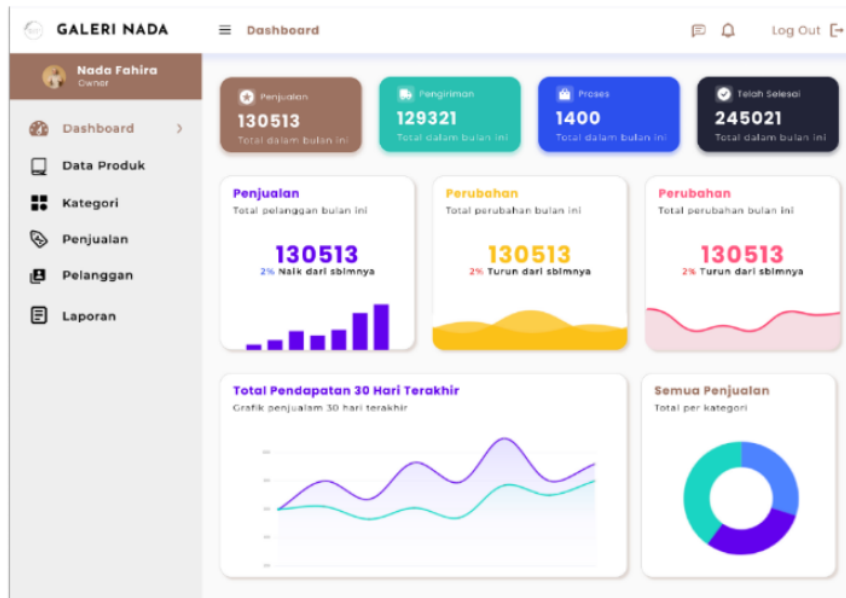 GALERI NADA
Dashboard
Log Out
Nada Fahira
Owner
Dashboard
Data Produk
Kategori
Penjualan
Pelanggan
Laporan
Penjualan
130513
Total dalam bulan ini
Pengiriman
129321
Total dalam bulan ini
Proses
1400
Total dalam bulan ini
Telah Selesai
245021
Total dalam bulan ini
Penjualan
Total pelanggan bulan ini
130513
2% Naik dari sblmnya
Perubahan
Total perubahan bulan ini
130513
2% Turun dari sblmnya
Perubahan
Total perubahan bulan ini
130513
2% Turun dari sblmnya
Total Pendapatan 30 Hari Terakhir
Grafik penjualam 30 hari terakhir
Semua Penjualan
Total per kategori